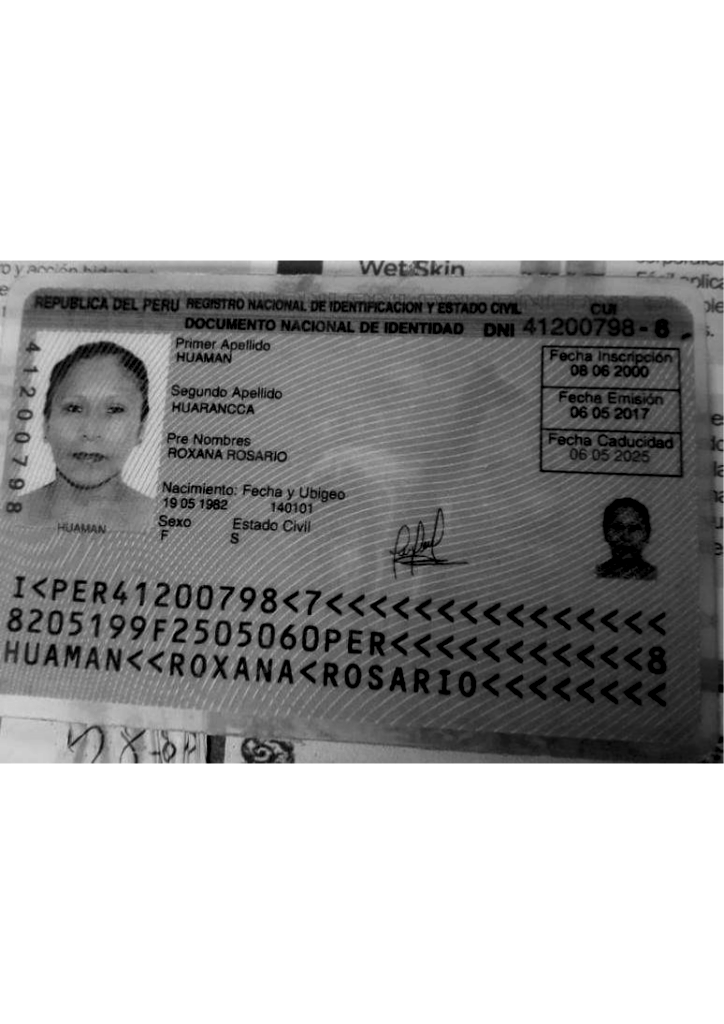 Wet Skin
REPUBLICA DEL PERU REGISTRO NACIONAL DE IDENTIFICACION Y ESTADO CIVIL CUI
DOCUMENTO NACIONAL DE IDENTIDAD DNI 41200798 - 6
41200798
Primer Apellido
HUAMAN
Segundo Apellido
HUARANCCA
Pre Nombres
ROXANA ROSARIO
Nacimiento: Fecha y Ubigeo
19 05 1982 140101
Sexo Estado Civil
F S
HUAMAN
Fecha Inscripción
08 06 2000
Fecha Emisión
06 05 2017
Fecha Caducidad
06 05 2025
I<PER41200798<7<<<<<<<<<<<<<<<
8205199F2505060PER<<<<<<<<<<<8
HUAMAN<<ROXANA<ROSARIO<<<<<<<<